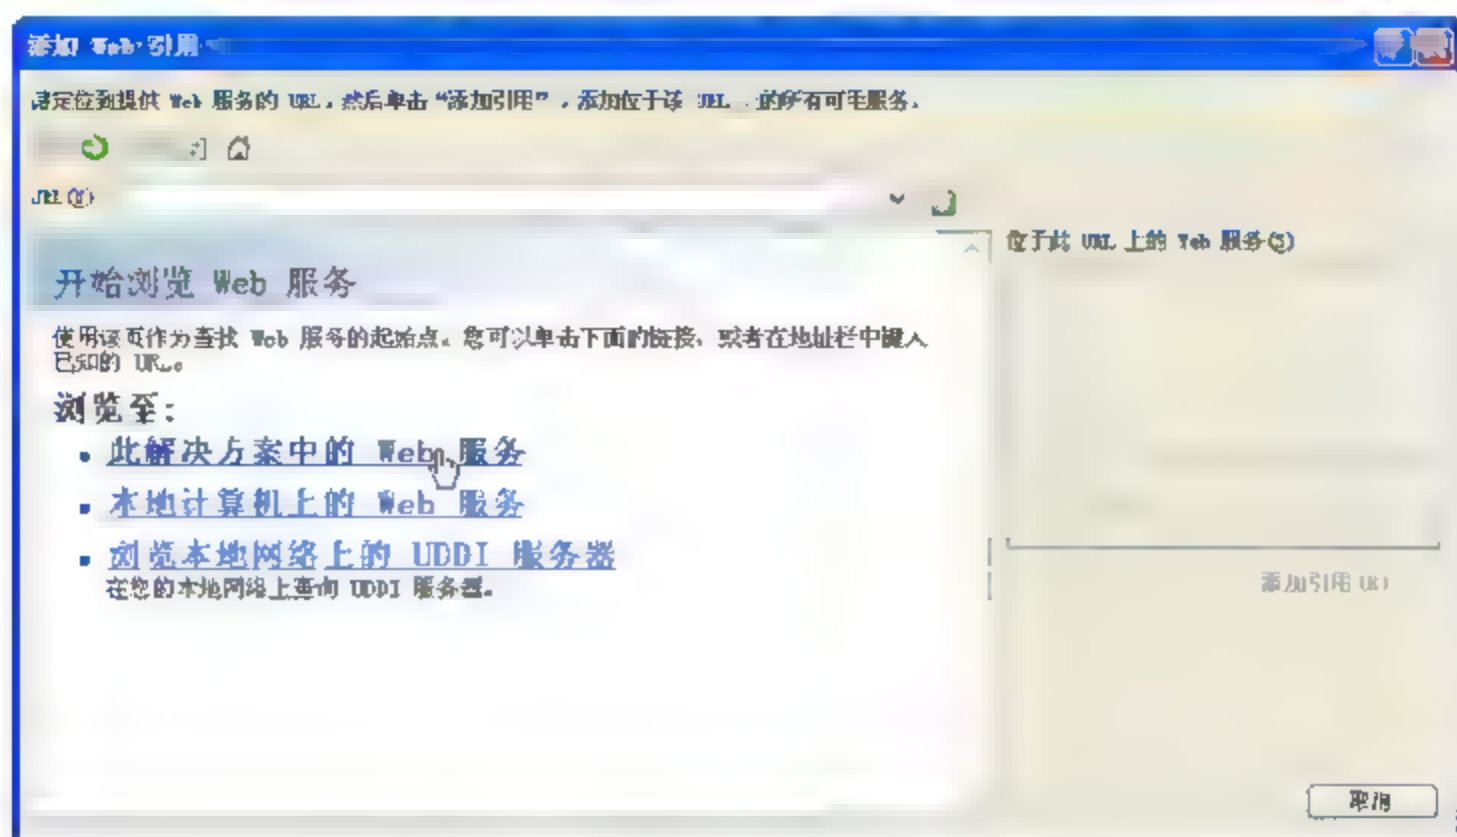 添加 Web 引用
请定位到提供 Web 服务的 URL，然后单击“添加引用”，添加位于该 URL 的所有可用服务。
URL(U):
位于此 URL 上的 Web 服务(S)
开始浏览 Web 服务
使用该页作为查找 Web 服务的起始点。您可以单击下面的链接，或者在地址栏中键入
已知的 URL。
浏览至:
此解决方案中的 Web 服务
本地计算机上的 Web 服务
浏览本地网络上的 UDDI 服务器
在您的本地网络上查询 UDDI 服务器。
添加引用(R)
取消